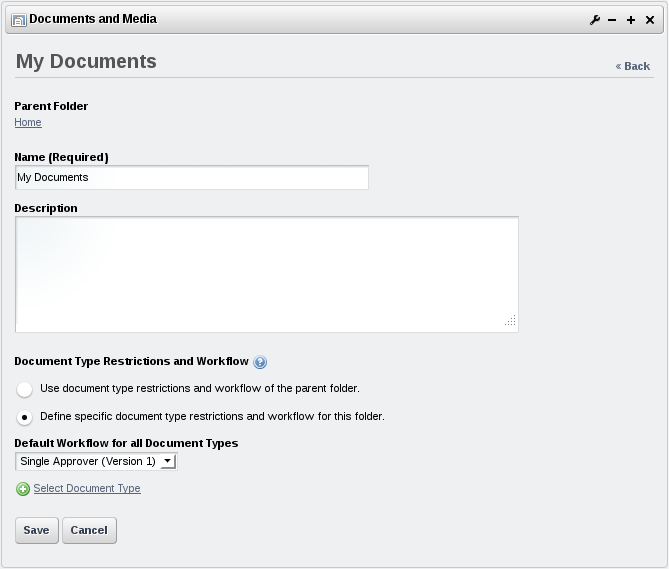 Documents and Media
My Documents
« Back
Parent Folder
Home
Name (Required)
My Documents
Description
Document Type Restrictions and Workflow ?
Use document type restrictions and workflow of the parent folder.
Define specific document type restrictions and workflow for this folder.
Default Workflow for all Document Types
Single Approver (Version 1)
Select Document Type
Save Cancel